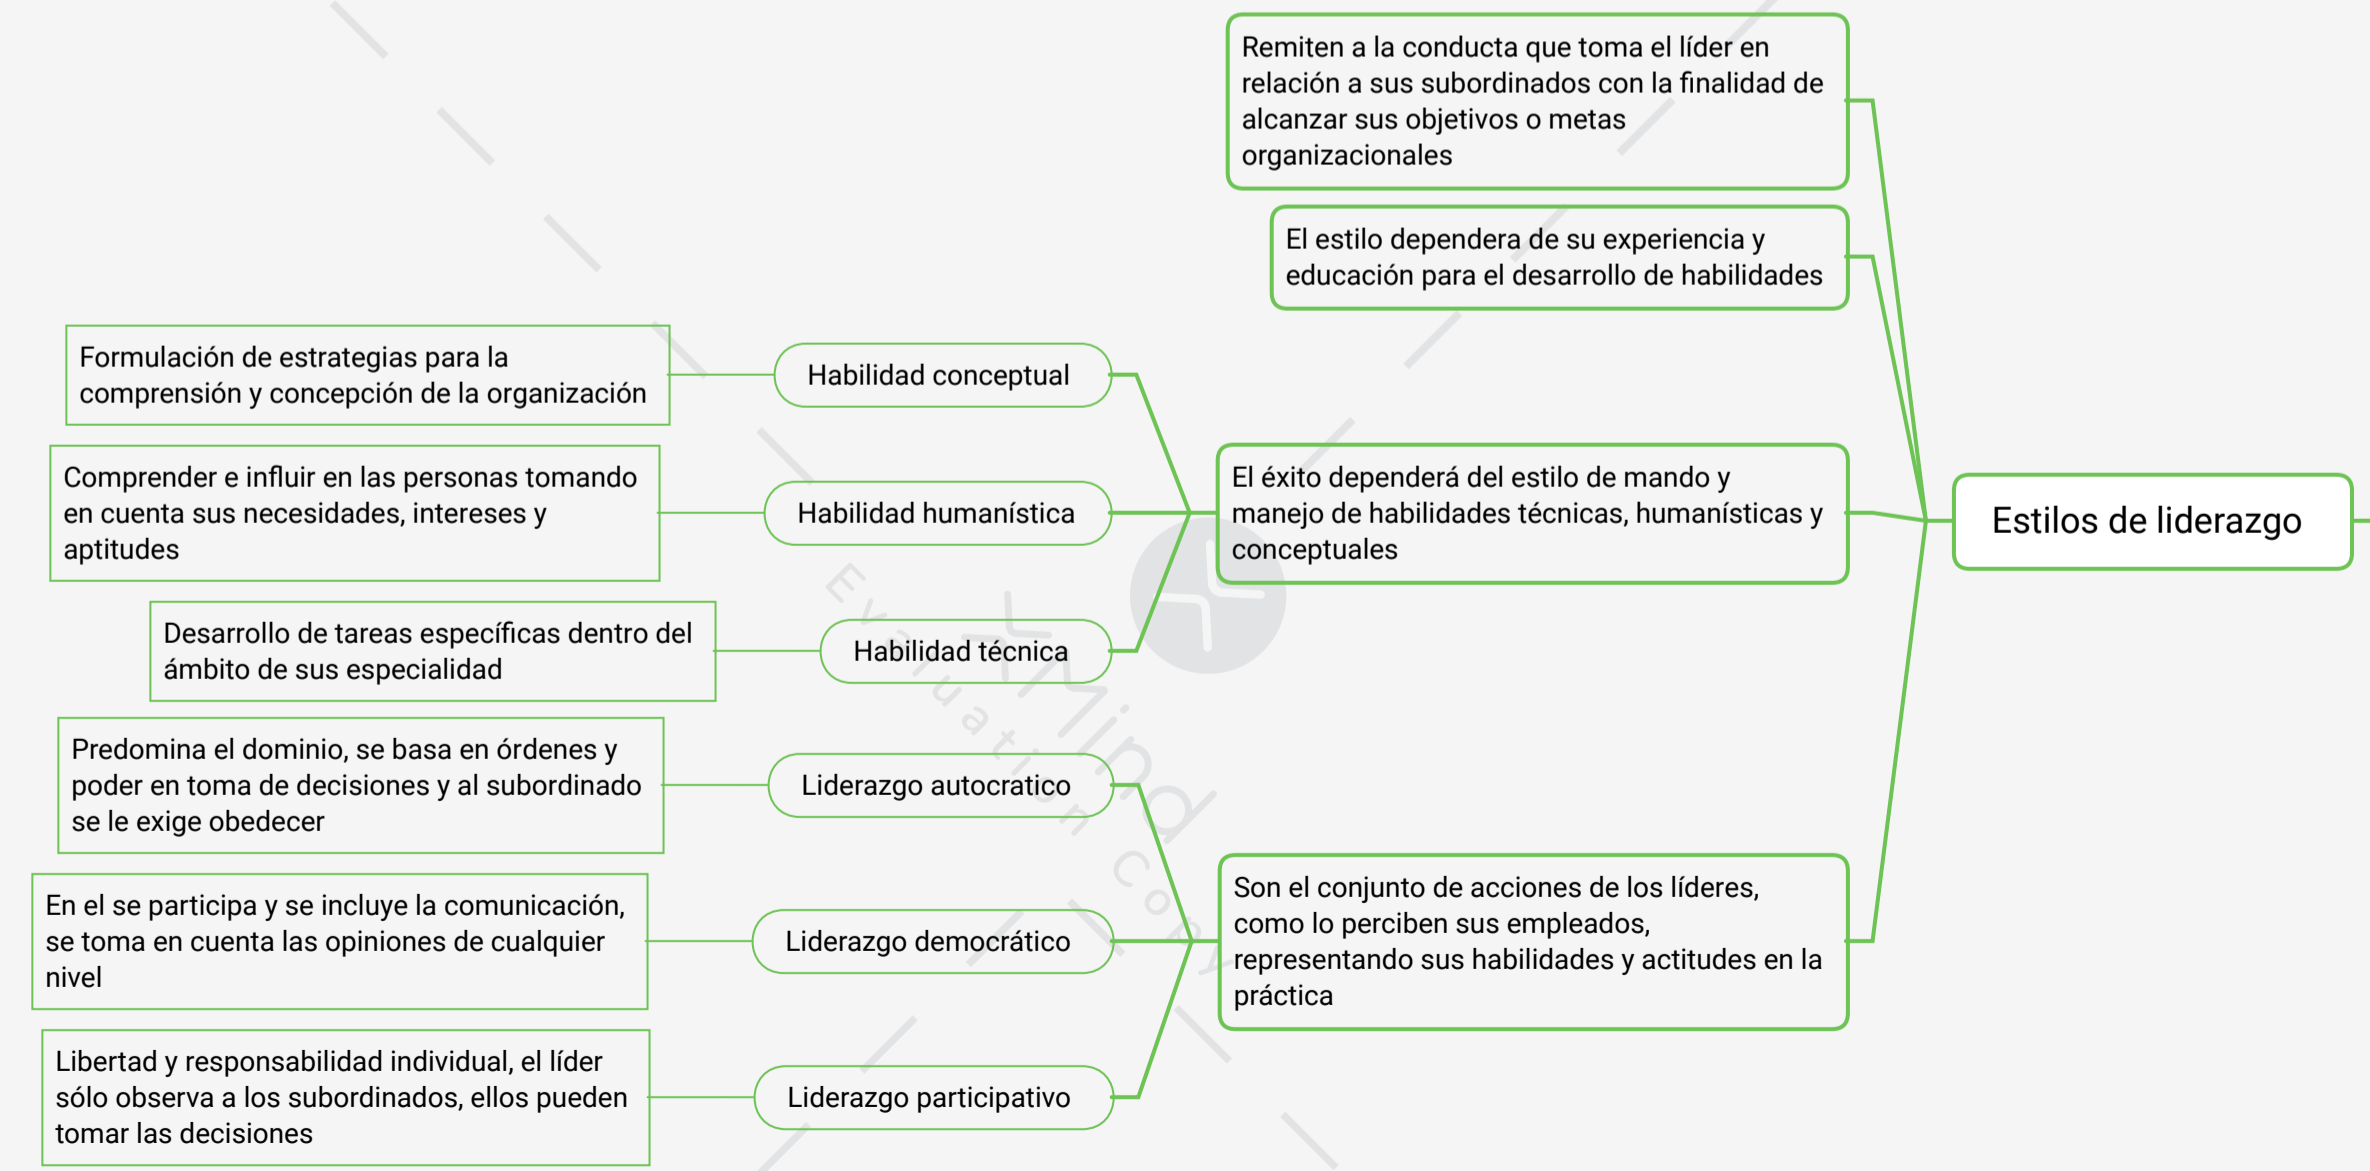 Remiten a la conducta que toma el líder en
relación a sus subordinados con la finalidad de
alcanzar sus objetivos o metas
organizacionales
El estilo dependera de su experiencia y
educación para el desarrollo de habilidades
Formulación de estrategias para la
comprensión y concepción de la organización
Habilidad conceptual
Comprender e influir en las personas tomando
en cuenta sus necesidades, intereses y
aptitudes
Habilidad humanística
El éxito dependerá del estilo de mando y
manejo de habilidades técnicas, humanísticas y
conceptuales
Estilos de liderazgo
Desarrollo de tareas específicas dentro del
ámbito de sus especialidad
Habilidad técnica
Predomina el dominio, se basa en órdenes y
poder en toma de decisiones y al subordinado
se le exige obedecer
Liderazgo autocratico
En el se participa y se incluye la comunicación,
se toma en cuenta las opiniones de cualquier
nivel
Liderazgo democrático
Son el conjunto de acciones de los líderes,
como lo perciben sus empleados,
representando sus habilidades y actitudes en la
práctica
Libertad y responsabilidad individual, el líder
sólo observa a los subordinados, ellos pueden
tomar las decisiones
Liderazgo participativo
XMind
Evaluation Copy